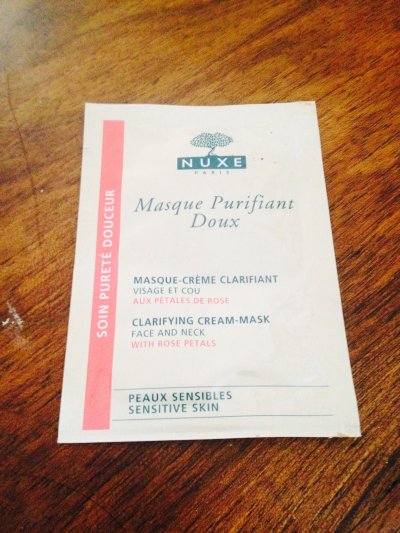 NUXE
PARIS
Masque Purifiant
Doux
MASQUE-CRÈME CLARIFIANT
VISAGE ET COU
AUX PÉTALES DE ROSE
CLARIFYING CREAM-MASK
FACE AND NECK
WITH ROSE PETALS
PEAUX SENSIBLES
SENSITIVE SKIN
SOIN PURETÉ DOUCEUR